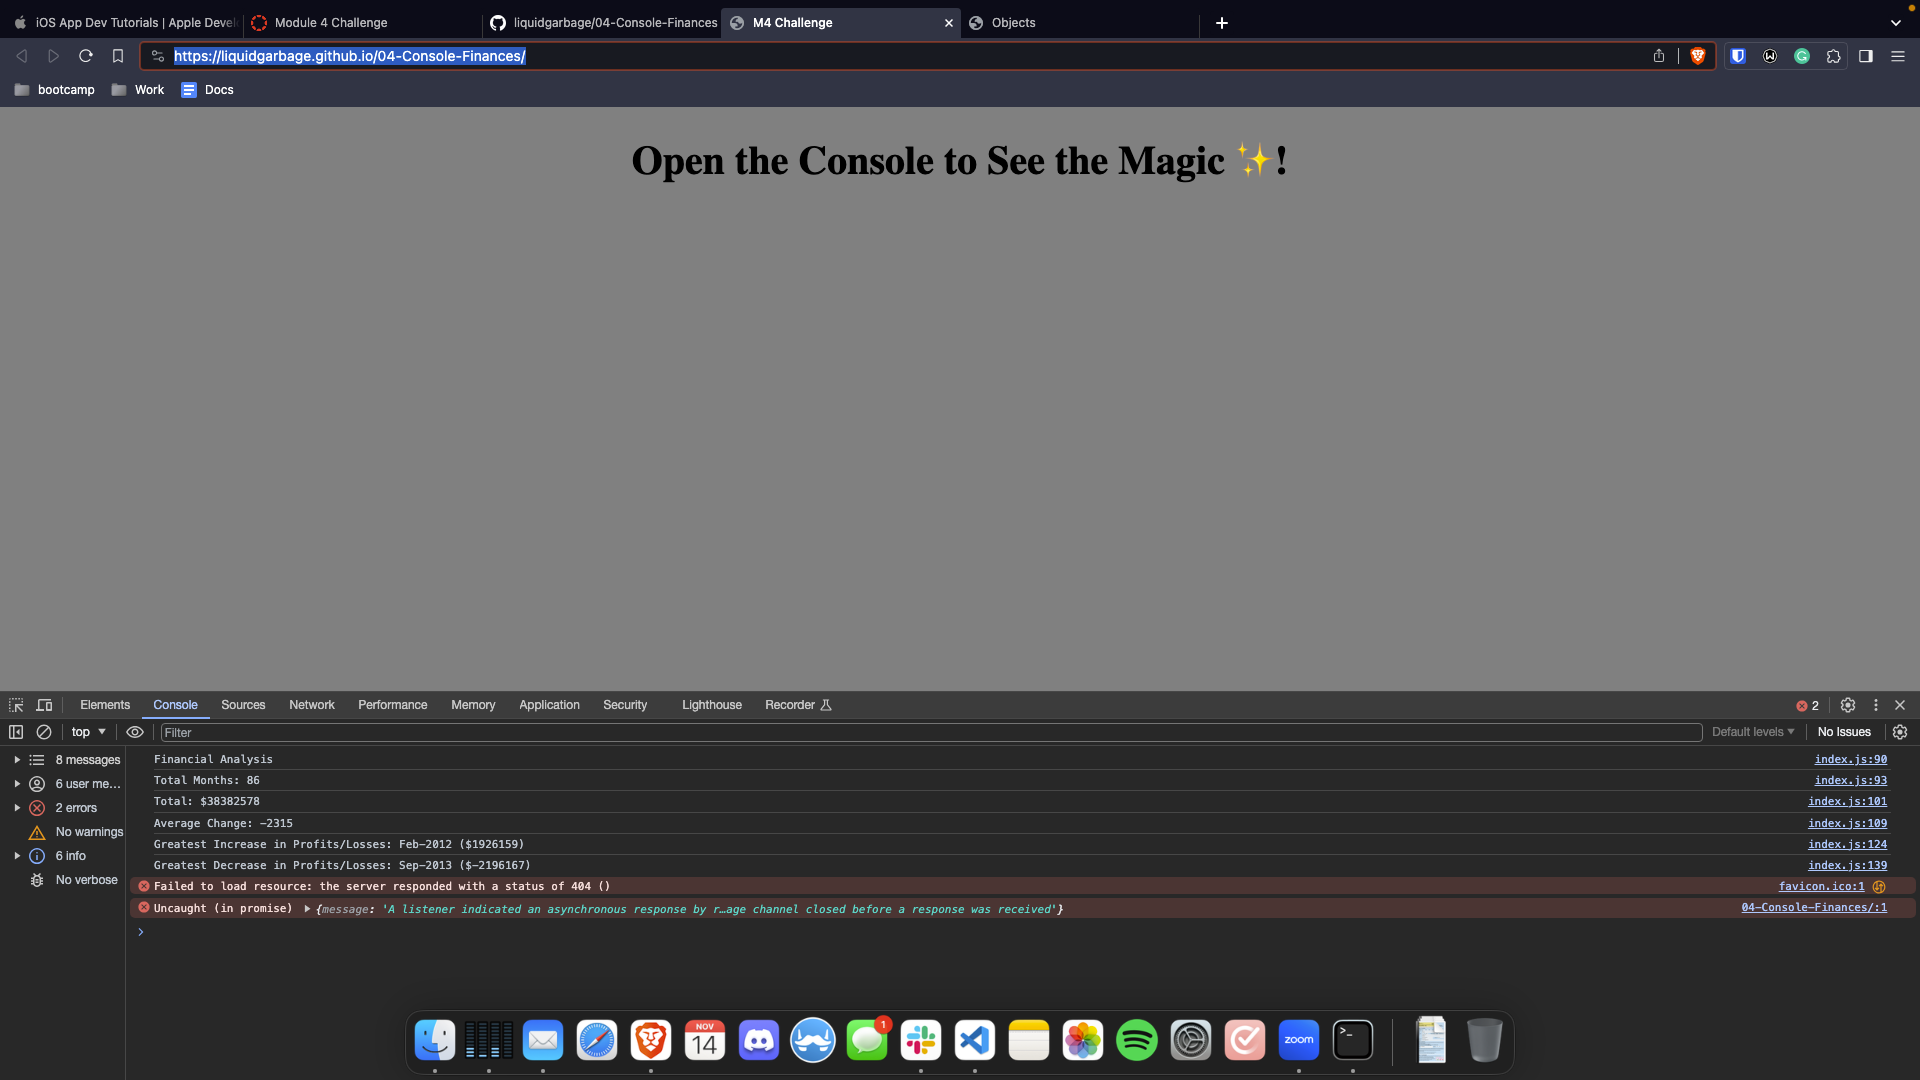 iOS App Dev Tutorials | Apple Devel
Module 4 Challenge
liquidgarbage/04-Console-Finances
M4 Challenge
Objects
https://liquidgarbage.github.io/04-Console-Finances/
bootcamp
Work
Docs
Open the Console to See the Magic ✨!
Elements
Console
Sources
Network
Performance
Memory
Application
Security
Lighthouse
Recorder
2
top
Filter
Default levels
No Issues
8 messages
6 user me...
2 errors
No warnings
6 info
No verbose
Financial Analysis index.js:90
Total Months: 86 index.js:93
Total: $38382578 index.js:101
Average Change: -2315 index.js:109
Greatest Increase in Profits/Losses: Feb-2012 ($1926159) index.js:124
Greatest Decrease in Profits/Losses: Sep-2013 ($-2196167) index.js:139
Failed to load resource: the server responded with a status of 404 () favicon.ico:1
Uncaught (in promise) {message: 'A listener indicated an asynchronous response by r…age channel closed before a response was received'} 04-Console-Finances/:1
NOV
14
1
zoom